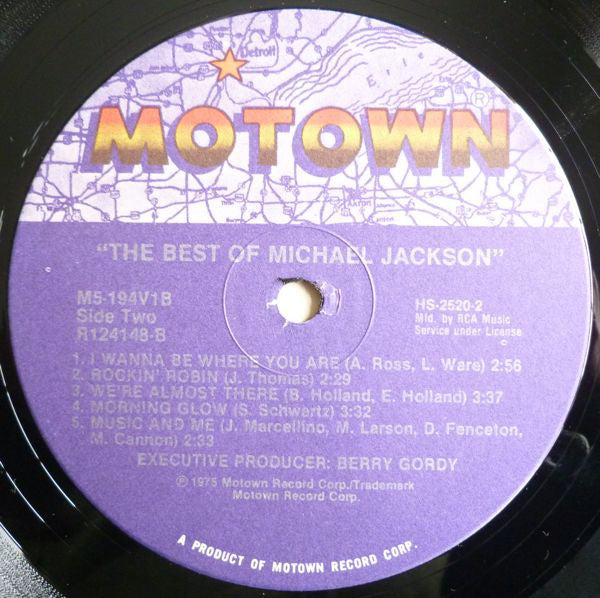 Detroit
Erie
MOTOWN®
Akron
"THE BEST OF MICHAEL JACKSON"
M5-194V1B
Side Two
R124148-B
HS-2520-2
Mfd. by RCA Music
Service under License
1. I WANNA BE WHERE YOU ARE (A. Ross, L. Ware) 2:56
2. ROCKIN' ROBIN (J. Thomas) 2:29
3. WE'RE ALMOST THERE (B. Holland, E. Holland) 3:37
4. MORNING GLOW (S. Schwartz) 3:32
5. MUSIC AND ME (J. Marcellino, M. Larson, D. Fenceton,
M. Cannon) 2:33
EXECUTIVE PRODUCER: BERRY GORDY
℗ 1975 Motown Record Corp./Trademark
Motown Record Corp.
A PRODUCT OF MOTOWN RECORD CORP.